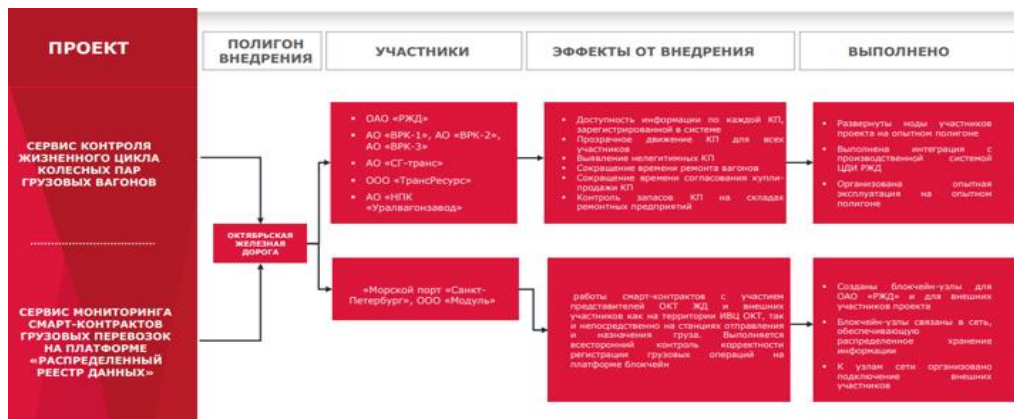 ПРОЕКТ
ПОЛИГОН
ВНЕДРЕНИЯ
УЧАСТНИКИ
ЭФФЕКТЫ ОТ ВНЕДРЕНИЯ
ВЫПОЛНЕНО
СЕРВИС КОНТРОЛЯ
ЖИЗНЕННОГО ЦИКЛА
КОЛЕСНЫХ ПАР
ГРУЗОВЫХ ВАГОНОВ
ОКТЯБРЬСКАЯ
ЖЕЛЕЗНАЯ
ДОРОГА
ОАО «РЖД»
АО «ВРК-1», АО «ВРК-2»,
АО «ВРК-3»
АО «СГ-транс»
ООО «ТрансРесурс»
АО «НПК
«Уралвагонзавод»
Доступность информации по каждой КП,
зарегистрированной в системе
Прозрачное движение КП для всех
участников
Выявление нелегитимных КП
Сокращение времени ремонта вагонов
Сокращение времени согласования купли-
продажи КП
Контроль запасов КП на складах
ремонтных предприятий
Развернуты ноды участников
проекта на опытном полигоне
Выполнена интеграция с
производственной системой
ЦДИ РЖД
Организована опытная
эксплуатация на опытном
полигоне
СЕРВИС МОНИТОРИНГА
СМАРТ-КОНТРАКТОВ
ГРУЗОВЫХ ПЕРЕВОЗОК
НА ПЛАТФОРМЕ
«РАСПРЕДЕЛЕННЫЙ
РЕЕСТР ДАННЫХ»
«Морской порт «Санкт-
Петербург», ООО «Модуль»
работы смарт-контрактов с участием
представителей ОКТ ЖД и внешних
участников как на территории ИВЦ ОКТ, так
и непосредственно на станциях отправления
и назначения груза. Выполняется
всесторонний контроль корректности
регистрации грузовых операций на
платформе блокчейн
Созданы блокчейн-узлы для
ОАО «РЖД» и для внешних
участников проекта
Блокчейн-узлы связаны в сеть,
обеспечивающую
распределенное хранение
информации
К узлам сети организовано
подключение внешних
участников